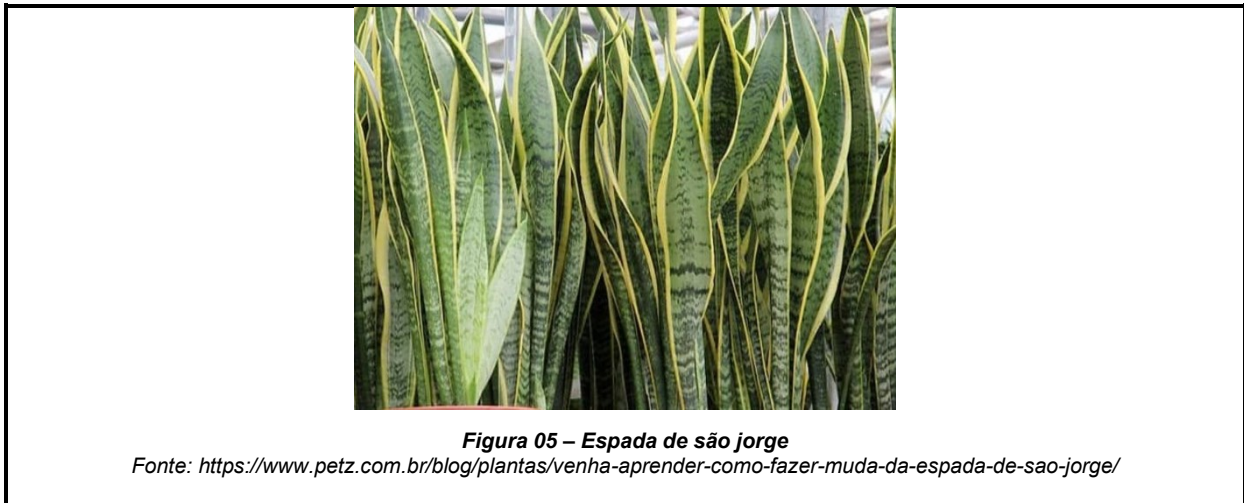 Figura 05 – Espada de são jorge
Fonte: https://www.petz.com.br/blog/plantas/venha-aprender-como-fazer-muda-da-espada-de-sao-jorge/